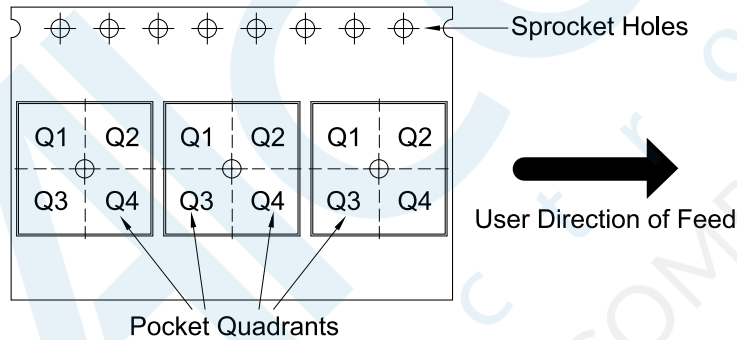 Sprocket Holes
Q1 Q2 Q1 Q2 Q1 Q2
Q3 Q4 Q3 Q4 Q3 Q4
User Direction of Feed
Pocket Quadrants